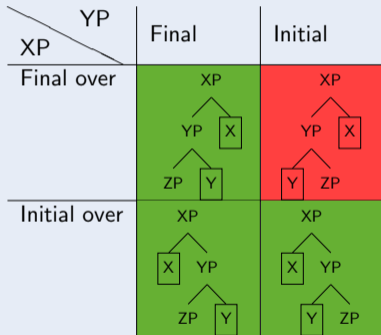 YP
XP
Final
Initial
Final over
XP
YP X
ZP Y
XP
YP X
Y ZP
Initial over
XP
X YP
ZP Y
XP
X YP
Y ZP